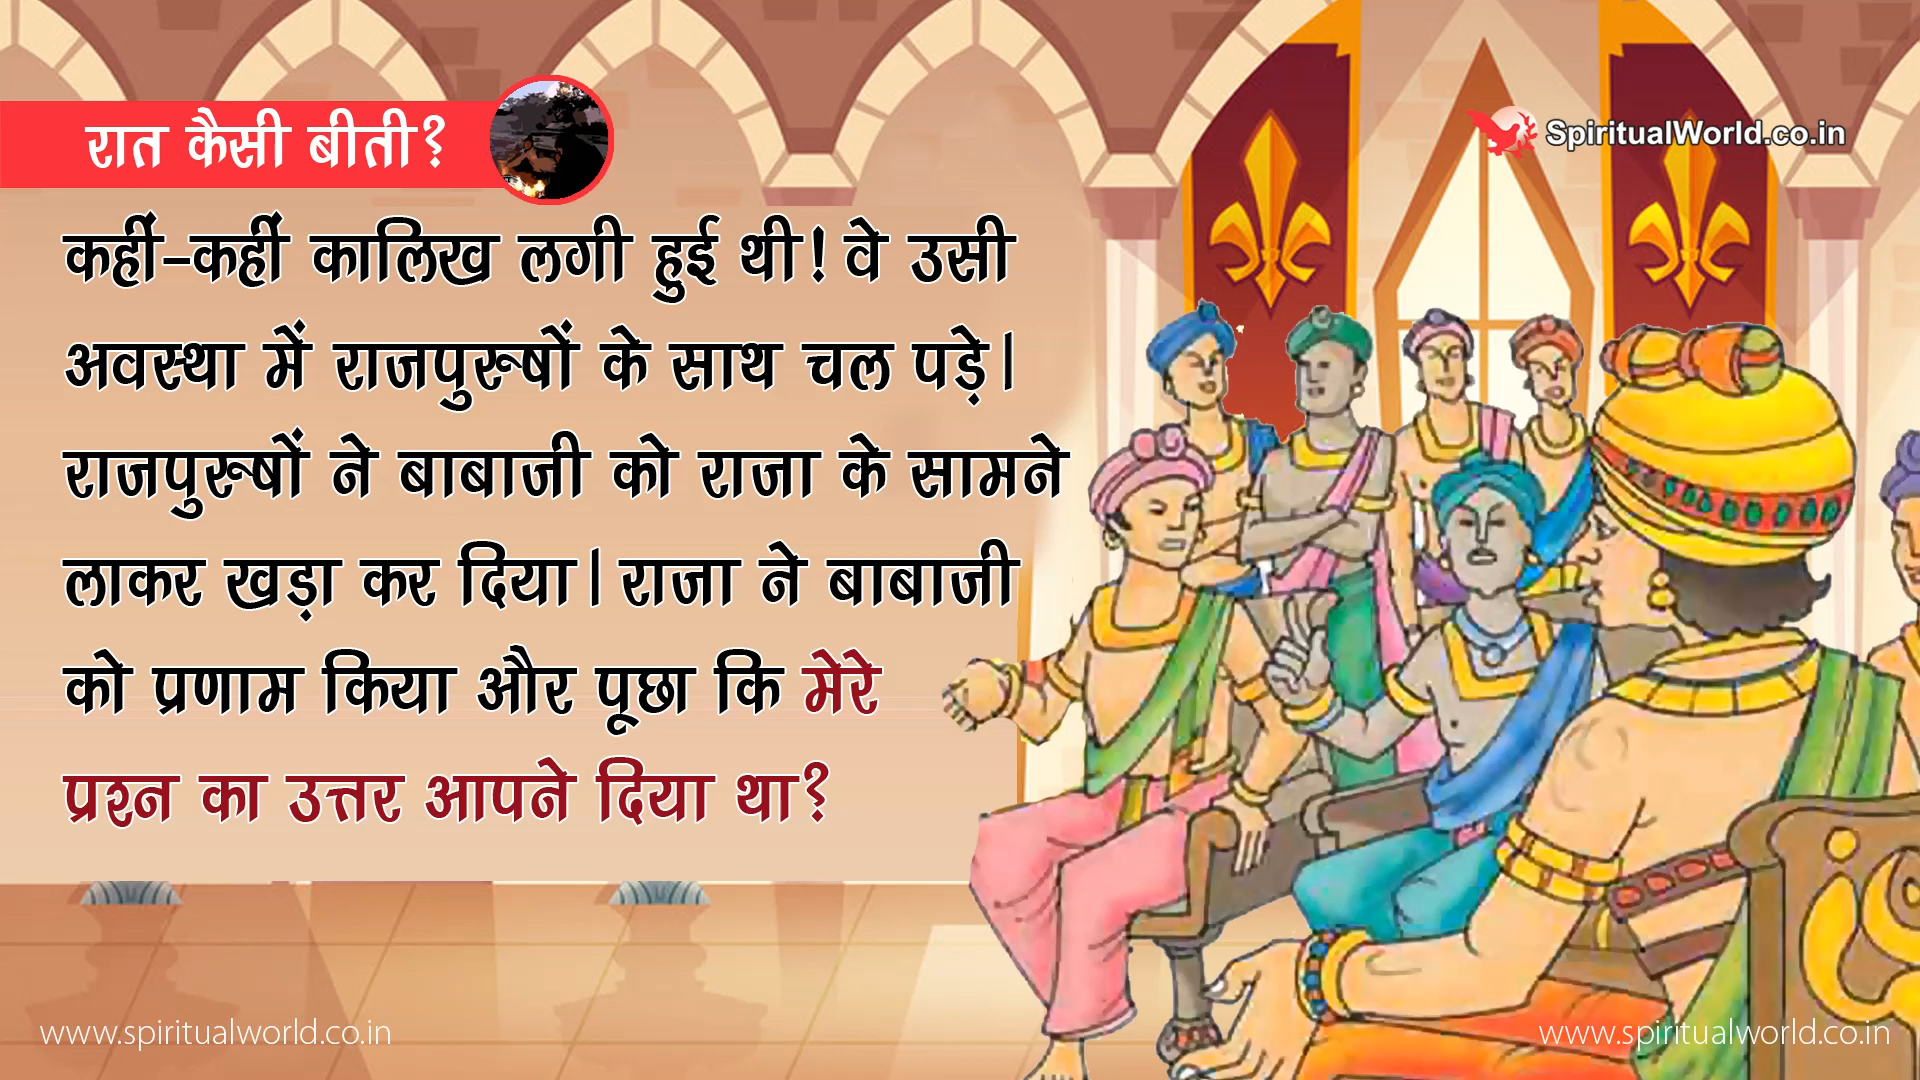 रात कैसी बीती?
SpiritualWorld.co.in
कहीं-कहीं कालिख लगी हुई थी! वे उसी
अवस्था में राजपुरूषों के साथ चल पड़े।
राजपुरूषों ने बाबाजी को राजा के सामने
लाकर खड़ा कर दिया। राजा ने बाबाजी
को प्रणाम किया और पूछा कि मेरे
प्रश्न का उत्तर आपने दिया था?
www.spiritualworld.co.in
www.spiritualworld.co.in